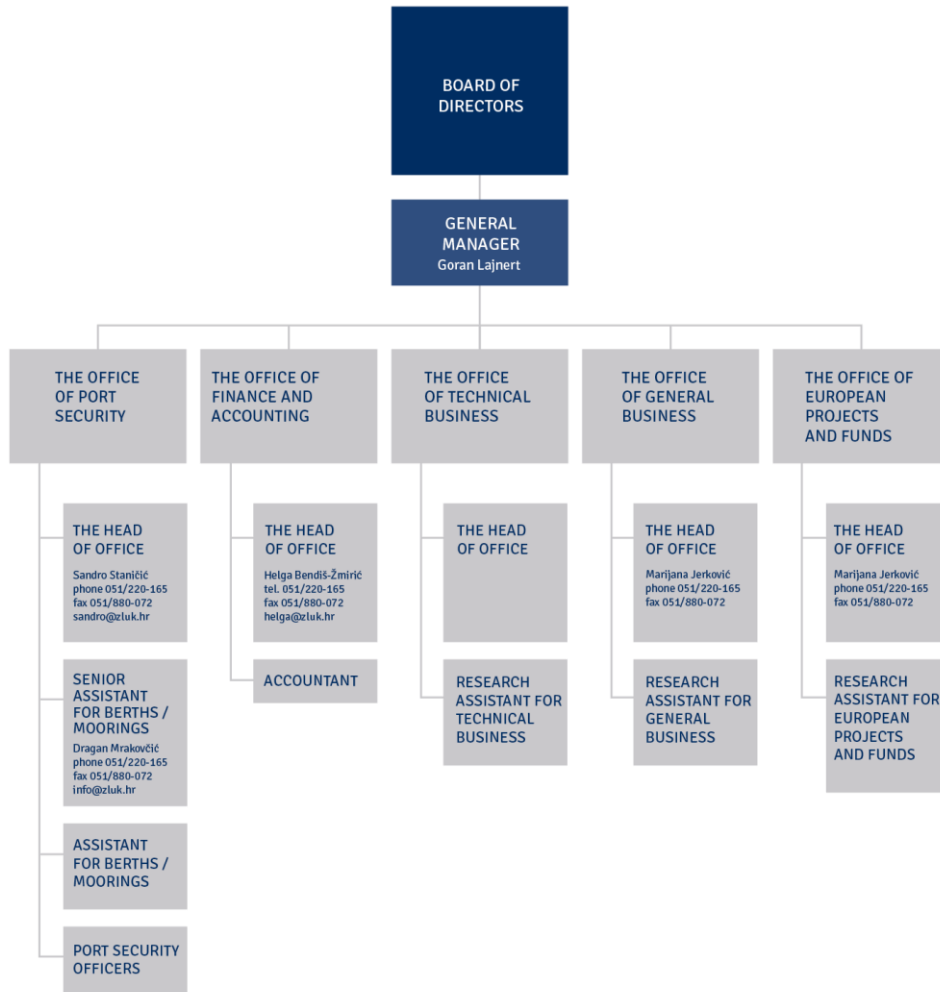 BOARD OF
DIRECTORS
GENERAL
MANAGER
Goran Lajnert
THE OFFICE
OF PORT
SECURITY
THE HEAD
OF OFFICE
Sandro Staničić
phone 051/220-165
fax 051/880-072
sandro@zluk.hr
SENIOR
ASSISTANT
FOR BERTHS /
MOORINGS
Dragan Mrakovčić
phone 051/220-165
fax 051/880-072
info@zluk.hr
ASSISTANT
FOR BERTHS /
MOORINGS
PORT SECURITY
OFFICERS
THE OFFICE OF
FINANCE AND
ACCOUNTING
THE HEAD
OF OFFICE
Helga Bendiš-Žmirić
tel. 051/220-165
fax 051/880-072
helga@zluk.hr
ACCOUNTANT
THE OFFICE
OF TECHNICAL
BUSINESS
THE HEAD
OF OFFICE
RESEARCH
ASSISTANT FOR
TECHNICAL
BUSINESS
THE OFFICE
OF GENERAL
BUSINESS
THE HEAD
OF OFFICE
Marijana Jerković
phone 051/220-165
fax 051/880-072
RESEARCH
ASSISTANT FOR
GENERAL
BUSINESS
THE OFFICE OF
EUROPEAN
PROJECTS
AND FUNDS
THE HEAD
OF OFFICE
Marijana Jerković
phone 051/220-165
fax 051/880-072
RESEARCH
ASSISTANT FOR
EUROPEAN
PROJECTS
AND FUNDS